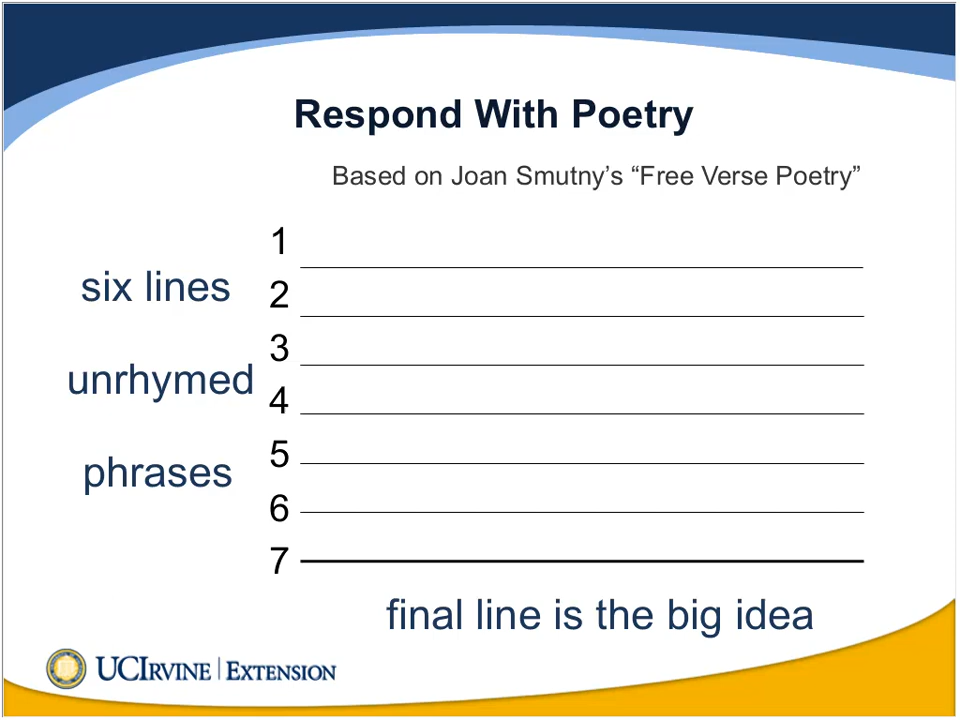 Respond With Poetry
Based on Joan Smutny’s “Free Verse Poetry”
1
six lines
2
3
unrhymed
4
5
phrases
6
7
final line is the big idea
UCIRVINE | EXTENSION